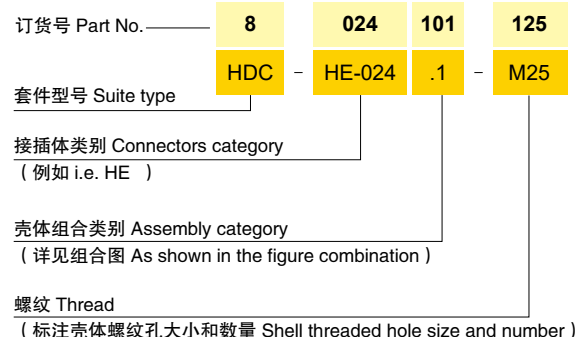 订货号 Part No. 8 024 101 125
HDC - HE-024 .1 - M25
套件型号 Suite type
接插体类别 Connectors category
（例如 i.e. HE ）
壳体组合类别 Assembly category
（详见组合图 As shown in the figure combination）
螺纹 Thread
（标注壳体螺纹孔大小和数量 Shell threaded hole size and number）